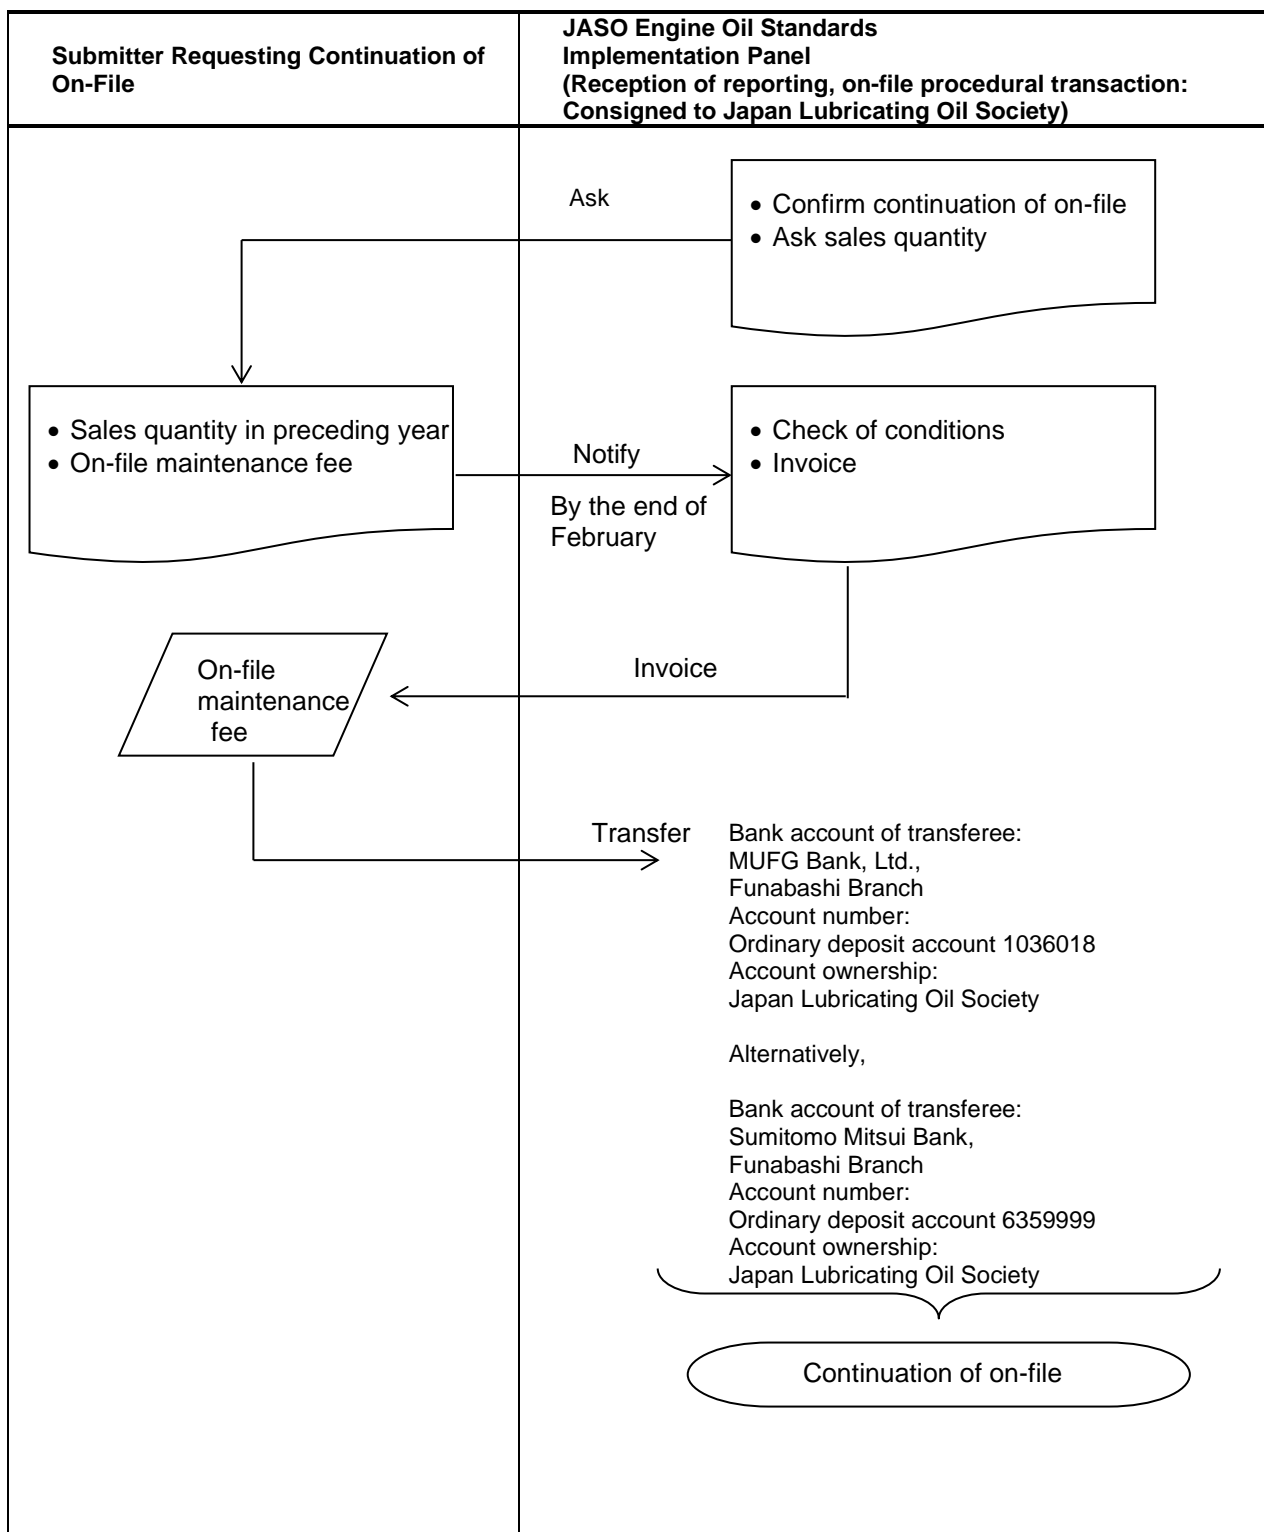 Submitter Requesting Continuation of
On-File
JASO Engine Oil Standards
Implementation Panel
(Reception of reporting, on-file procedural transaction:
Consigned to Japan Lubricating Oil Society)
Ask
• Confirm continuation of on-file
• Ask sales quantity
• Sales quantity in preceding year
• On-file maintenance fee
Notify
By the end of
February
• Check of conditions
• Invoice
On-file
maintenance
fee
Invoice
Transfer
Bank account of transferee:
MUFG Bank, Ltd.,
Funabashi Branch
Account number:
Ordinary deposit account 1036018
Account ownership:
Japan Lubricating Oil Society
Alternatively,
Bank account of transferee:
Sumitomo Mitsui Bank,
Funabashi Branch
Account number:
Ordinary deposit account 6359999
Account ownership:
Japan Lubricating Oil Society
Continuation of on-file